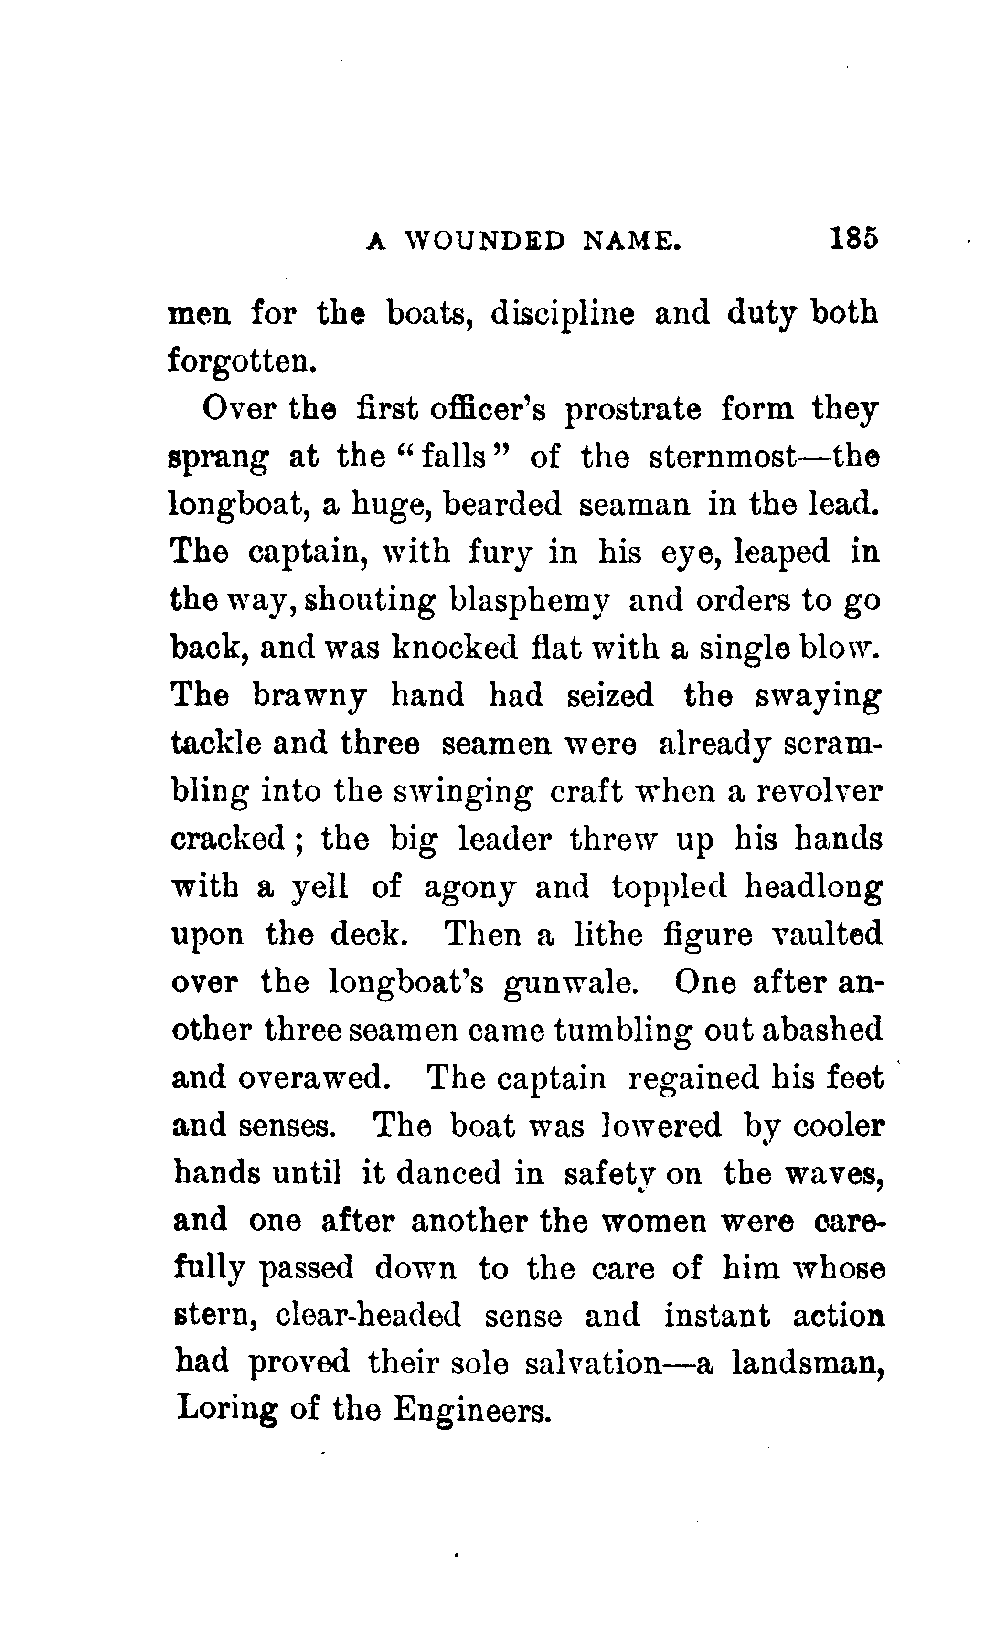 A WOUNDED NAME. 185
men for the boats, discipline and duty both
forgotten.
Over the first officer's prostrate form they
sprang at the “falls” of the sternmost—the
longboat, a huge, bearded seaman in the lead.
The captain, with fury in his eye, leaped in
the way, shouting blasphemy and orders to go
back, and was knocked flat with a single blow.
The brawny hand had seized the swaying
tackle and three seamen were already scram-
bling into the swinging craft when a revolver
cracked; the big leader threw up his hands
with a yell of agony and toppled headlong
upon the deck. Then a lithe figure vaulted
over the longboat's gunwale. One after an-
other three seamen came tumbling out abashed
and overawed. The captain regained his feet
and senses. The boat was lowered by cooler
hands until it danced in safety on the waves,
and one after another the women were care-
fully passed down to the care of him whose
stern, clear-headed sense and instant action
had proved their sole salvation—a landsman,
Loring of the Engineers.